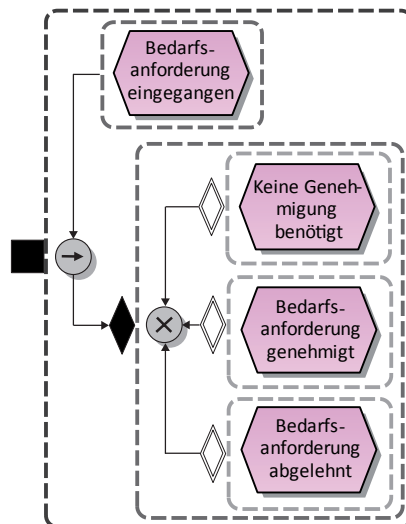 Bedarfs-
anforderung
eingegangen
Keine Geneh-
migung
benötigt
Bedarfs-
anforderung
genehmigt
Bedarfs-
anforderung
abgelehnt